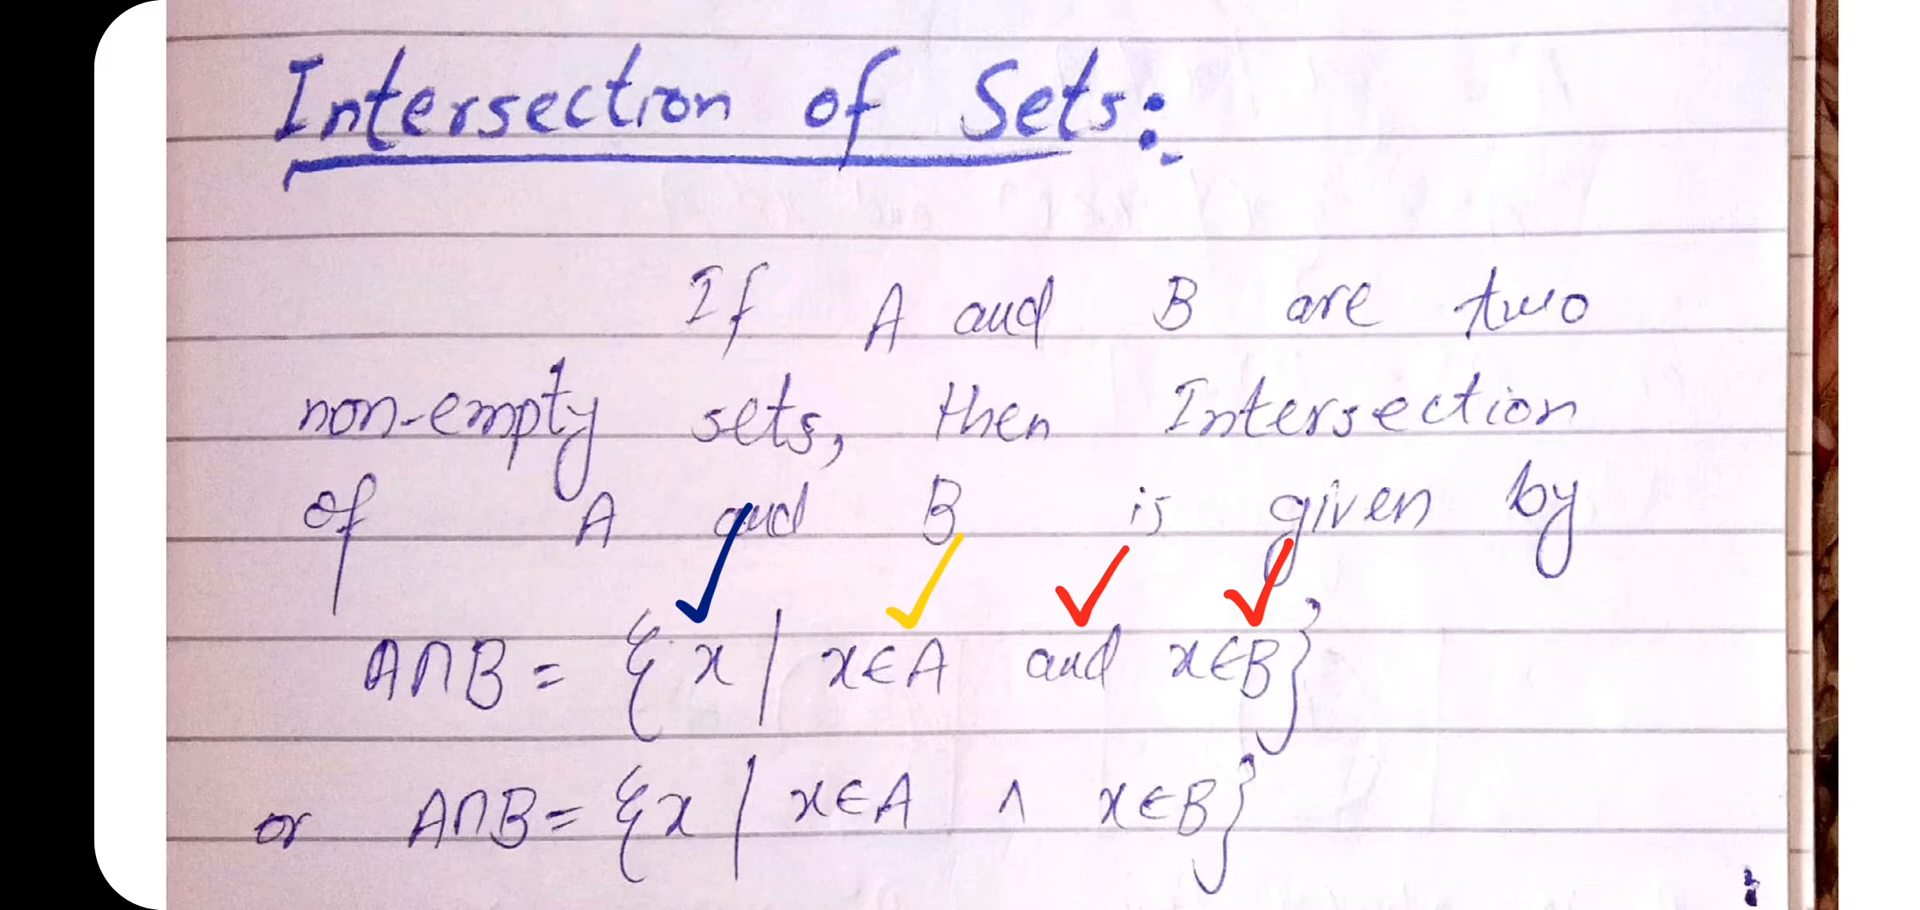 Intersection of Sets:
If A and B are two
non-empty sets, then Intersection
of A and B is given by
A∩B = {x | x∈A and x∈B}
or A∩B = {x | x∈A ∧ x∈B}